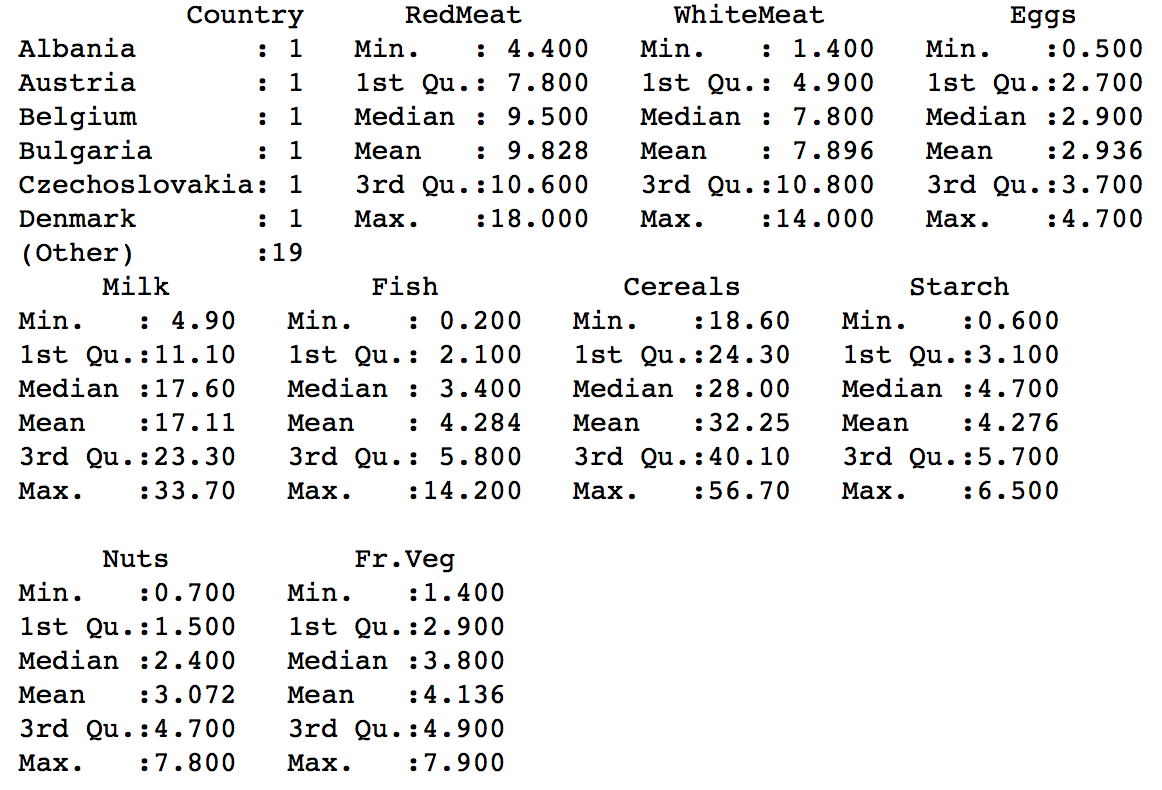 Country      RedMeat         WhiteMeat           Eggs
Albania       : 1   Min.   : 4.400   Min.   : 1.400   Min.   :0.500
Austria       : 1   1st Qu.: 7.800   1st Qu.: 4.900   1st Qu.:2.700
Belgium       : 1   Median : 9.500   Median : 7.800   Median :2.900
Bulgaria      : 1   Mean   : 9.828   Mean   : 7.896   Mean   :2.936
Czechoslovakia: 1   3rd Qu.:10.600   3rd Qu.:10.800   3rd Qu.:3.700
Denmark       : 1   Max.   :18.000   Max.   :14.000   Max.   :4.700
(Other)       :19
     Milk            Fish           Cereals          Starch
Min.   : 4.90   Min.   : 0.200   Min.   :18.60   Min.   :0.600
1st Qu.:11.10   1st Qu.: 2.100   1st Qu.:24.30   1st Qu.:3.100
Median :17.60   Median : 3.400   Median :28.00   Median :4.700
Mean   :17.11   Mean   : 4.284   Mean   :32.25   Mean   :4.276
3rd Qu.:23.30   3rd Qu.: 5.800   3rd Qu.:40.10   3rd Qu.:5.700
Max.   :33.70   Max.   :14.200   Max.   :56.70   Max.   :6.500
     Nuts           Fr.Veg
Min.   :0.700   Min.   :1.400
1st Qu.:1.500   1st Qu.:2.900
Median :2.400   Median :3.800
Mean   :3.072   Mean   :4.136
3rd Qu.:4.700   3rd Qu.:4.900
Max.   :7.800   Max.   :7.900